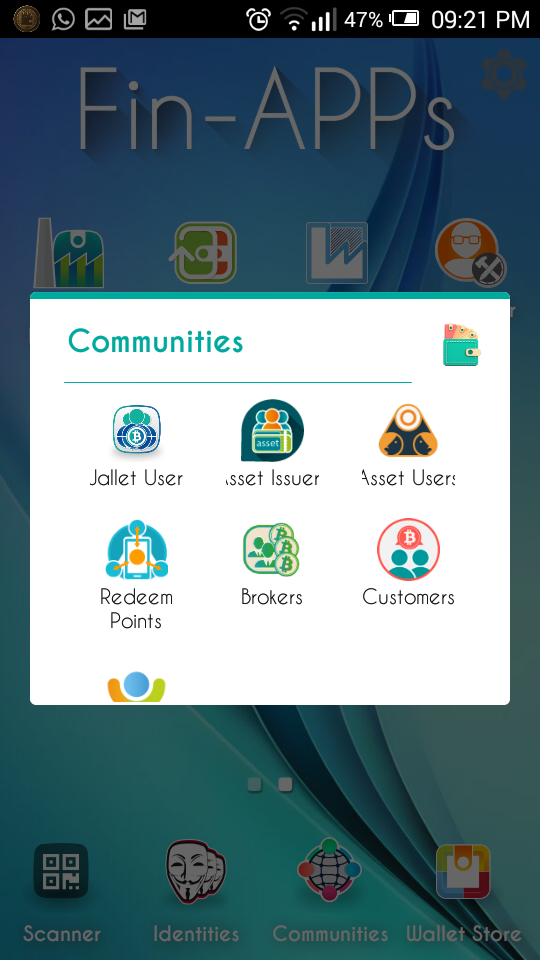 47% 09:21 PM
Fin-APPs
Communities
Jallet User
Asset Issuer
Asset Users
asset
Redeem
Points
Brokers
Customers
Scanner
Identities
Communities
Wallet Store